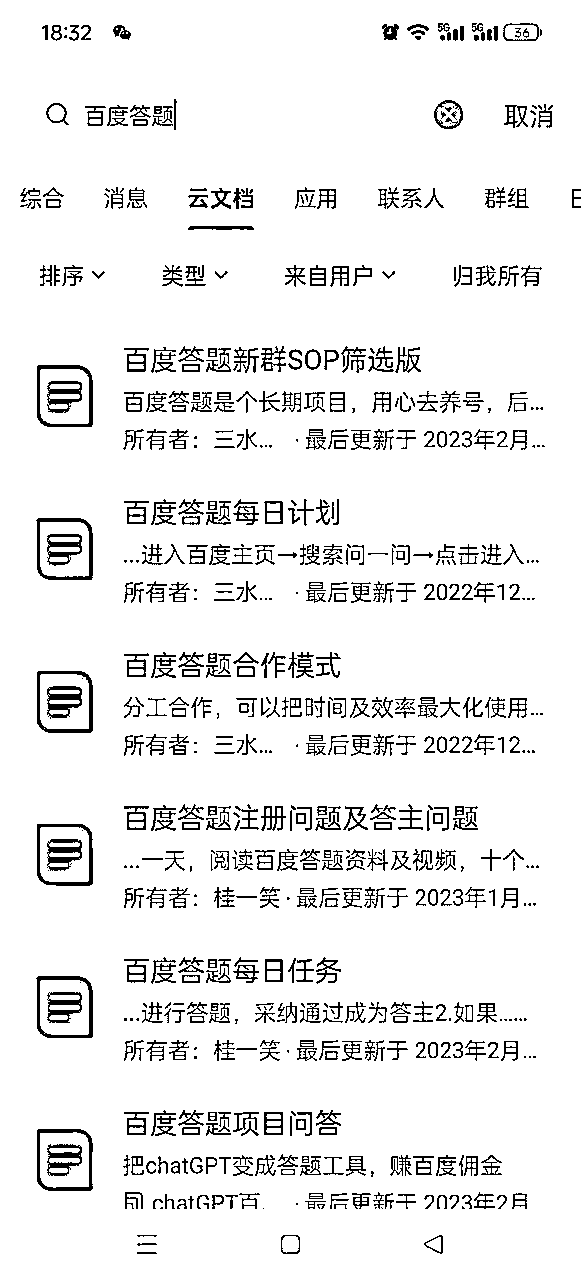 18:32 5G 5G 36
百度答题 取消
综合 消息 云文档 应用 联系人 群组
排序 类型 来自用户 归我所有
百度答题新群SOP筛选版
百度答题是个长期项目，用心去养号，后...
所有者：三水... · 最后更新于 2023年2月...
百度答题每日计划
...进入百度主页→搜索问一问→点击进入...
所有者：三水... · 最后更新于 2022年12...
百度答题合作模式
分工合作，可以把时间及效率最大化使用...
所有者：三水... · 最后更新于 2022年12...
百度答题注册问题及答主问题
...一天，阅读百度答题资料及视频，十个...
所有者：桂一笑 · 最后更新于 2023年1月...
百度答题每日任务
...进行答题，采纳通过成为答主2.如果......
所有者：桂一笑 · 最后更新于 2023年2月...
百度答题项目问答
把chatGPT变成答题工具，赚百度佣金
chatGPT百... · 最后更新于 2023年2月